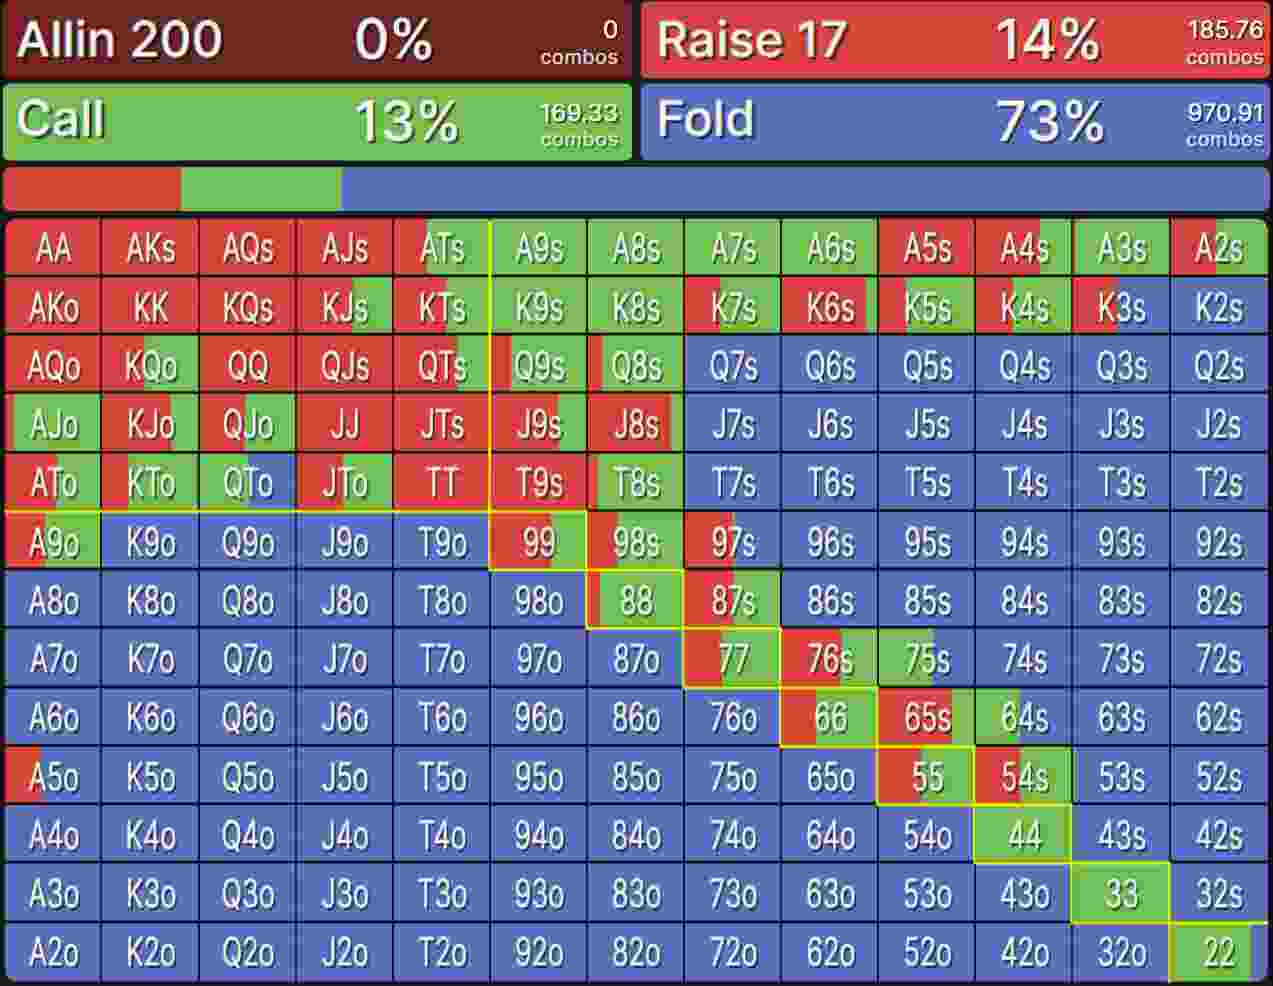 Allin 200 0% 0 combos Raise 17 14% 185.76 combos
Call 13% 169.33 combos Fold 73% 970.91 combos
AA AKs AQs AJs ATs A9s A8s A7s A6s A5s A4s A3s A2s
AKo KK KQs KJs KTs K9s K8s K7s K6s K5s K4s K3s K2s
AQo KQo QQ QJs QTs Q9s Q8s Q7s Q6s Q5s Q4s Q3s Q2s
AJo KJo QJo JJ JTs J9s J8s J7s J6s J5s J4s J3s J2s
ATo KTo QTo JTo TT T9s T8s T7s T6s T5s T4s T3s T2s
A9o K9o Q9o J9o T9o 99 98s 97s 96s 95s 94s 93s 92s
A8o K8o Q8o J8o T8o 98o 88 87s 86s 85s 84s 83s 82s
A7o K7o Q7o J7o T7o 97o 87o 77 76s 75s 74s 73s 72s
A6o K6o Q6o J6o T6o 96o 86o 76o 66 65s 64s 63s 62s
A5o K5o Q5o J5o T5o 95o 85o 75o 65o 55 54s 53s 52s
A4o K4o Q4o J4o T4o 94o 84o 74o 64o 54o 44 43s 42s
A3o K3o Q3o J3o T3o 93o 83o 73o 63o 53o 43o 33 32s
A2o K2o Q2o J2o T2o 92o 82o 72o 62o 52o 42o 32o 22